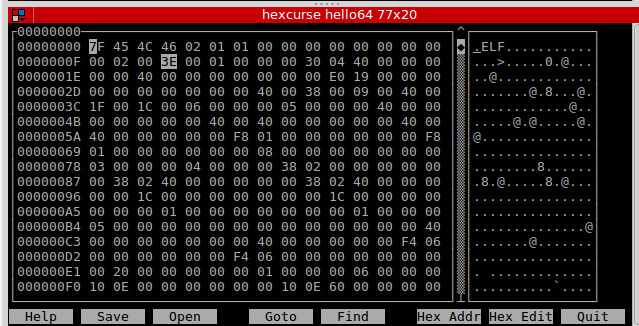 hexcurse hello64 77x20
00000000
00000000 7F 45 4C 46 02 01 01 00 00 00 00 00 00 00 00 .ELF...........
0000000F 00 02 00 3E 00 01 00 00 00 30 04 40 00 00 00 ...>.....0.@...
0000001E 00 00 40 00 00 00 00 00 00 00 E0 19 00 00 00 ..@............
0000002D 00 00 00 00 00 00 00 40 00 38 00 09 00 40 00 .......@.8...@.
0000003C 1F 00 1C 00 06 00 00 00 05 00 00 00 40 00 00 ............@..
0000004B 00 00 00 00 00 40 00 40 00 00 00 00 00 40 00 .....@.@.....@.
0000005A 40 00 00 00 00 00 F8 01 00 00 00 00 00 00 F8 @..............
00000069 01 00 00 00 00 00 00 08 00 00 00 00 00 00 00 ...............
00000078 03 00 00 00 04 00 00 00 38 02 00 00 00 00 00 ........8......
00000087 00 38 02 40 00 00 00 00 00 38 02 40 00 00 00 .8.@.....8.@...
00000096 00 00 1C 00 00 00 00 00 00 00 1C 00 00 00 00 ...............
000000A5 00 00 00 01 00 00 00 00 00 00 00 01 00 00 00 ...............
000000B4 05 00 00 00 00 00 00 00 00 00 00 00 00 00 40 ..............@
000000C3 00 00 00 00 00 00 00 40 00 00 00 00 00 F4 06 .......@.......
000000D2 00 00 00 00 00 00 F4 06 00 00 00 00 00 00 00 ...............
000000E1 00 20 00 00 00 00 00 01 00 00 00 06 00 00 00 . .............
000000F0 10 0E 00 00 00 00 00 00 10 0E 60 00 00 00 00 ..........`....
Help Save Open Goto Find Hex Addr Hex Edit Quit